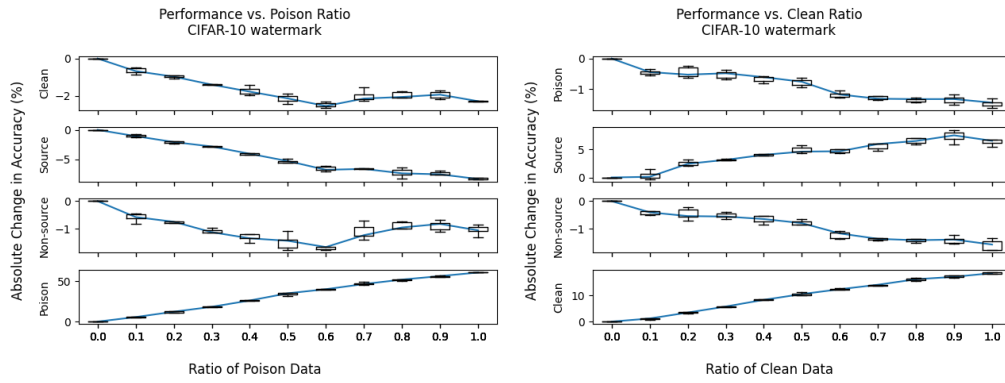 Performance vs. Poison Ratio
CIFAR-10 watermark
Absolute Change in Accuracy (%)
Clean
0
−2
Source
0
−5
Non-source
0
−1
Poison
50
0
0.0 0.1 0.2 0.3 0.4 0.5 0.6 0.7 0.8 0.9 1.0
Ratio of Poison Data
Performance vs. Clean Ratio
CIFAR-10 watermark
Absolute Change in Accuracy (%)
Poison
0
−1
Source
5
0
Non-source
0
−1
Clean
10
0
0.0 0.1 0.2 0.3 0.4 0.5 0.6 0.7 0.8 0.9 1.0
Ratio of Clean Data